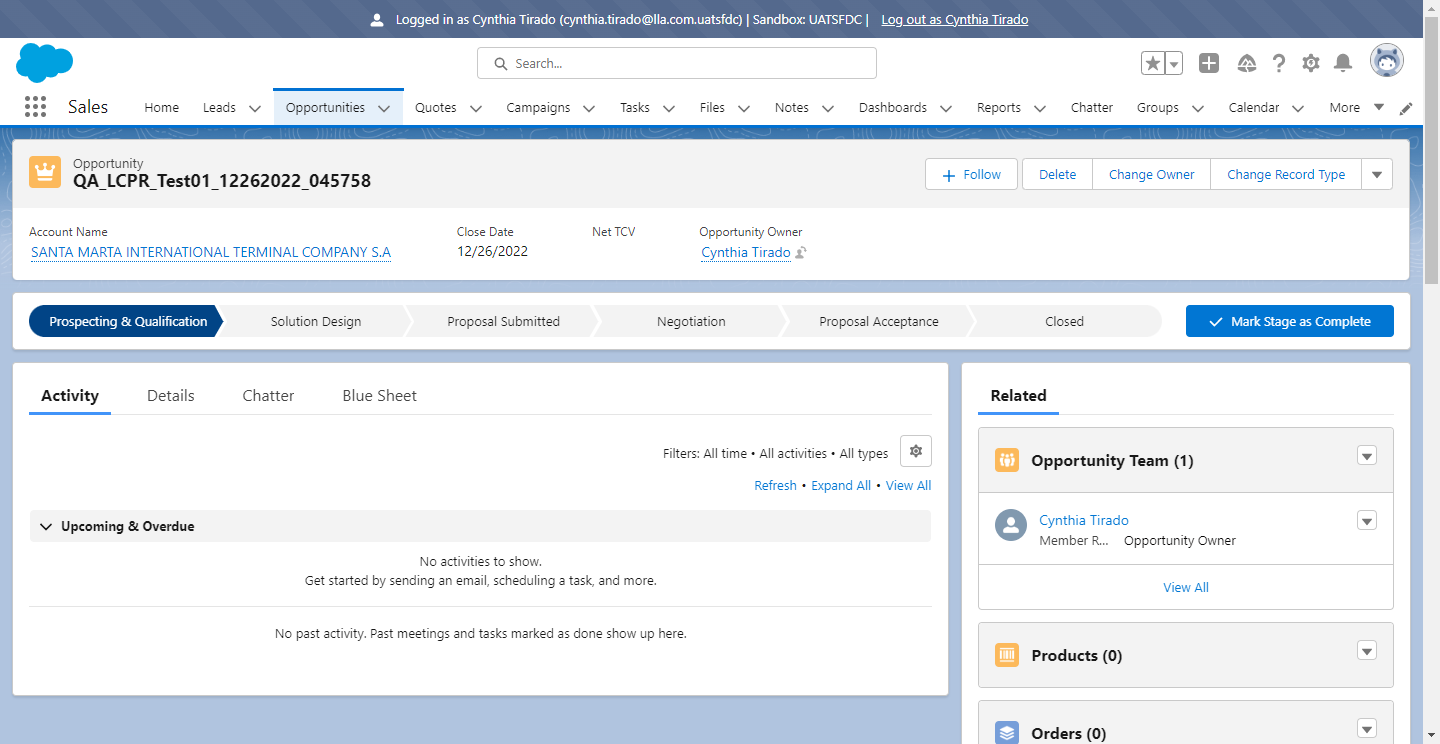 Logged in as Cynthia Tirado (cynthia.tirado@lla.com.uatsfdc) | Sandbox: UATSFDC | Log out as Cynthia Tirado
Search...
Sales Home Leads Opportunities Quotes Campaigns Tasks Files Notes Dashboards Reports Chatter Groups Calendar More
Opportunity
QA_LCPR_Test01_12262022_045758
Follow Delete Change Owner Change Record Type
Account Name Close Date Net TCV Opportunity Owner
SANTA MARTA INTERNATIONAL TERMINAL COMPANY S.A 12/26/2022 Cynthia Tirado
Prospecting & Qualification Solution Design Proposal Submitted Negotiation Proposal Acceptance Closed Mark Stage as Complete
Activity Details Chatter Blue Sheet
Filters: All time • All activities • All types
Refresh • Expand All • View All
Upcoming & Overdue
No activities to show.
Get started by sending an email, scheduling a task, and more.
No past activity. Past meetings and tasks marked as done show up here.
Related
Opportunity Team (1)
Cynthia Tirado
Member R... Opportunity Owner
View All
Products (0)
Orders (0)